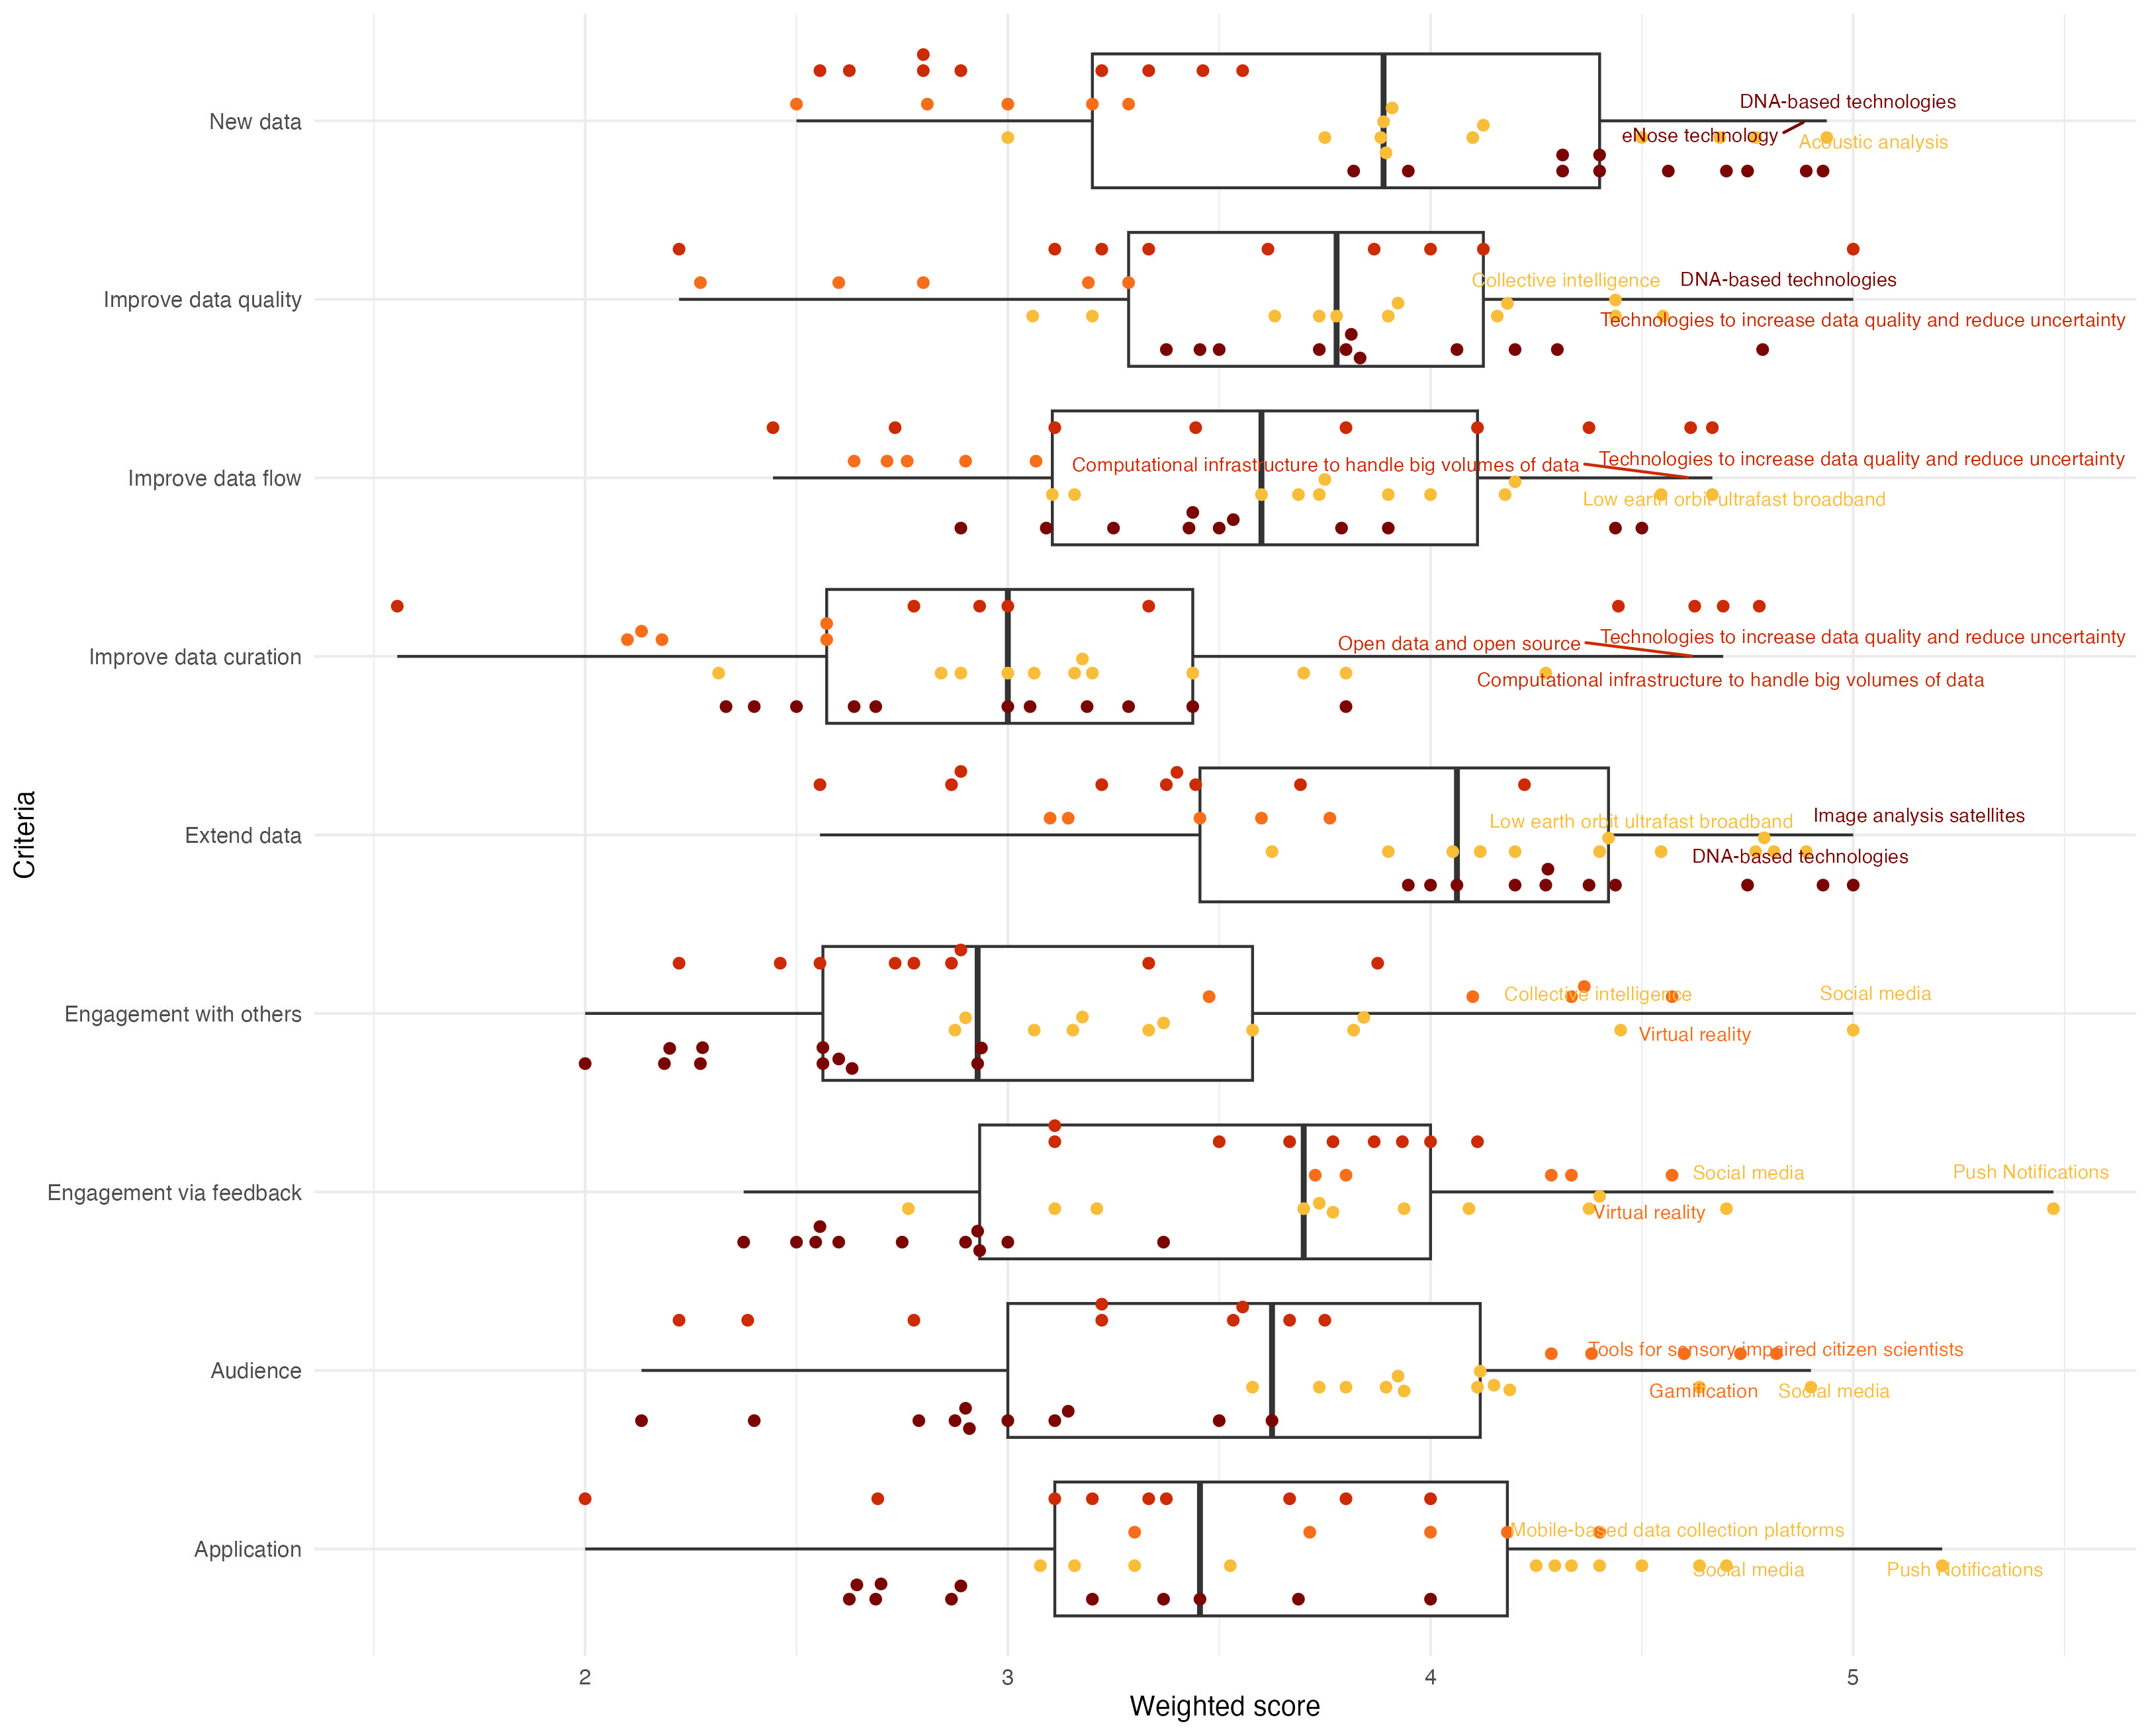 New data
DNA-based technologies
eNose technology
Acoustic analysis
Improve data quality
Collective intelligence
DNA-based technologies
Technologies to increase data quality and reduce uncertainty
Improve data flow
Computational infrastructure to handle big volumes of data
Technologies to increase data quality and reduce uncertainty
Low earth orbit ultrafast broadband
Improve data curation
Open data and open source
Technologies to increase data quality and reduce uncertainty
Computational infrastructure to handle big volumes of data
Criteria
Extend data
Low earth orbit ultrafast broadband
Image analysis satellites
DNA-based technologies
Engagement with others
Collective intelligence
Social media
Virtual reality
Engagement via feedback
Social media
Push Notifications
Virtual reality
Audience
Tools for sensory impaired citizen scientists
Gamification
Social media
Application
Mobile-based data collection platforms
Social media
Push Notifications
2
3
4
5
Weighted score